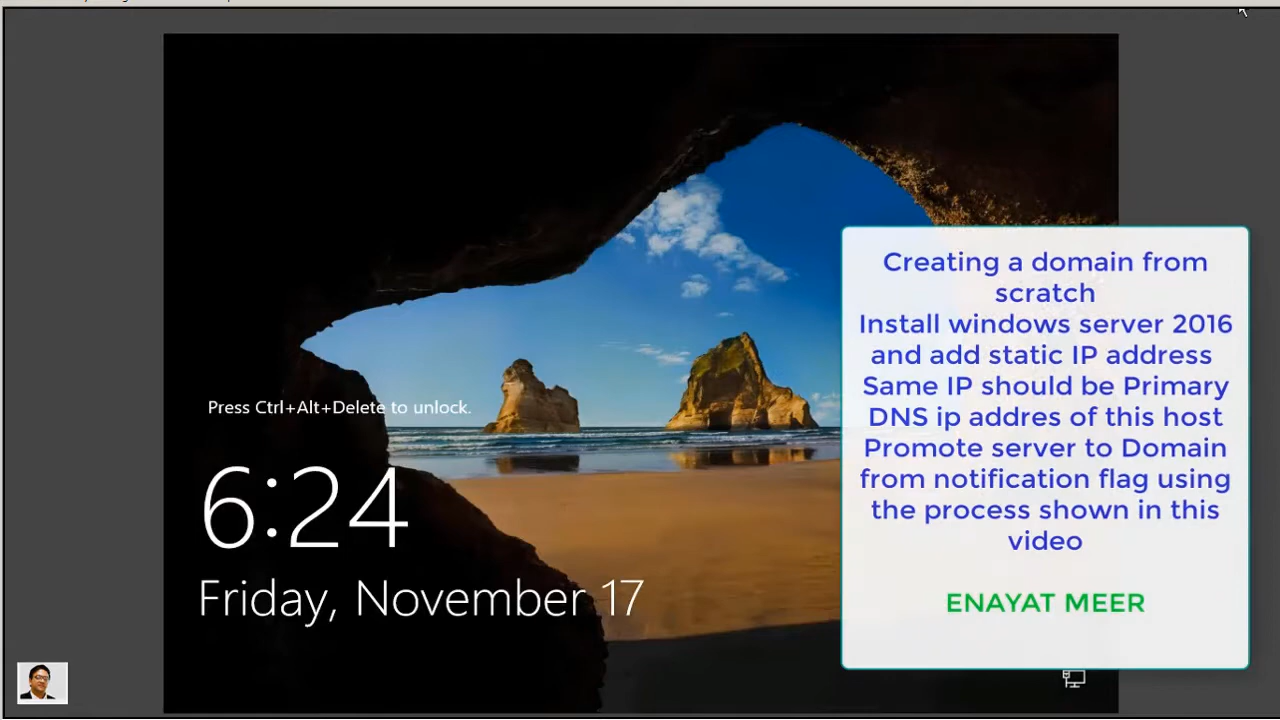 Press Ctrl+Alt+Delete to unlock.
6:24
Friday, November 17
Creating a domain from
scratch
Install windows server 2016
and add static IP address
Same IP should be Primary
DNS ip addres of this host
Promote server to Domain
from notification flag using
the process shown in this
video
ENAYAT MEER